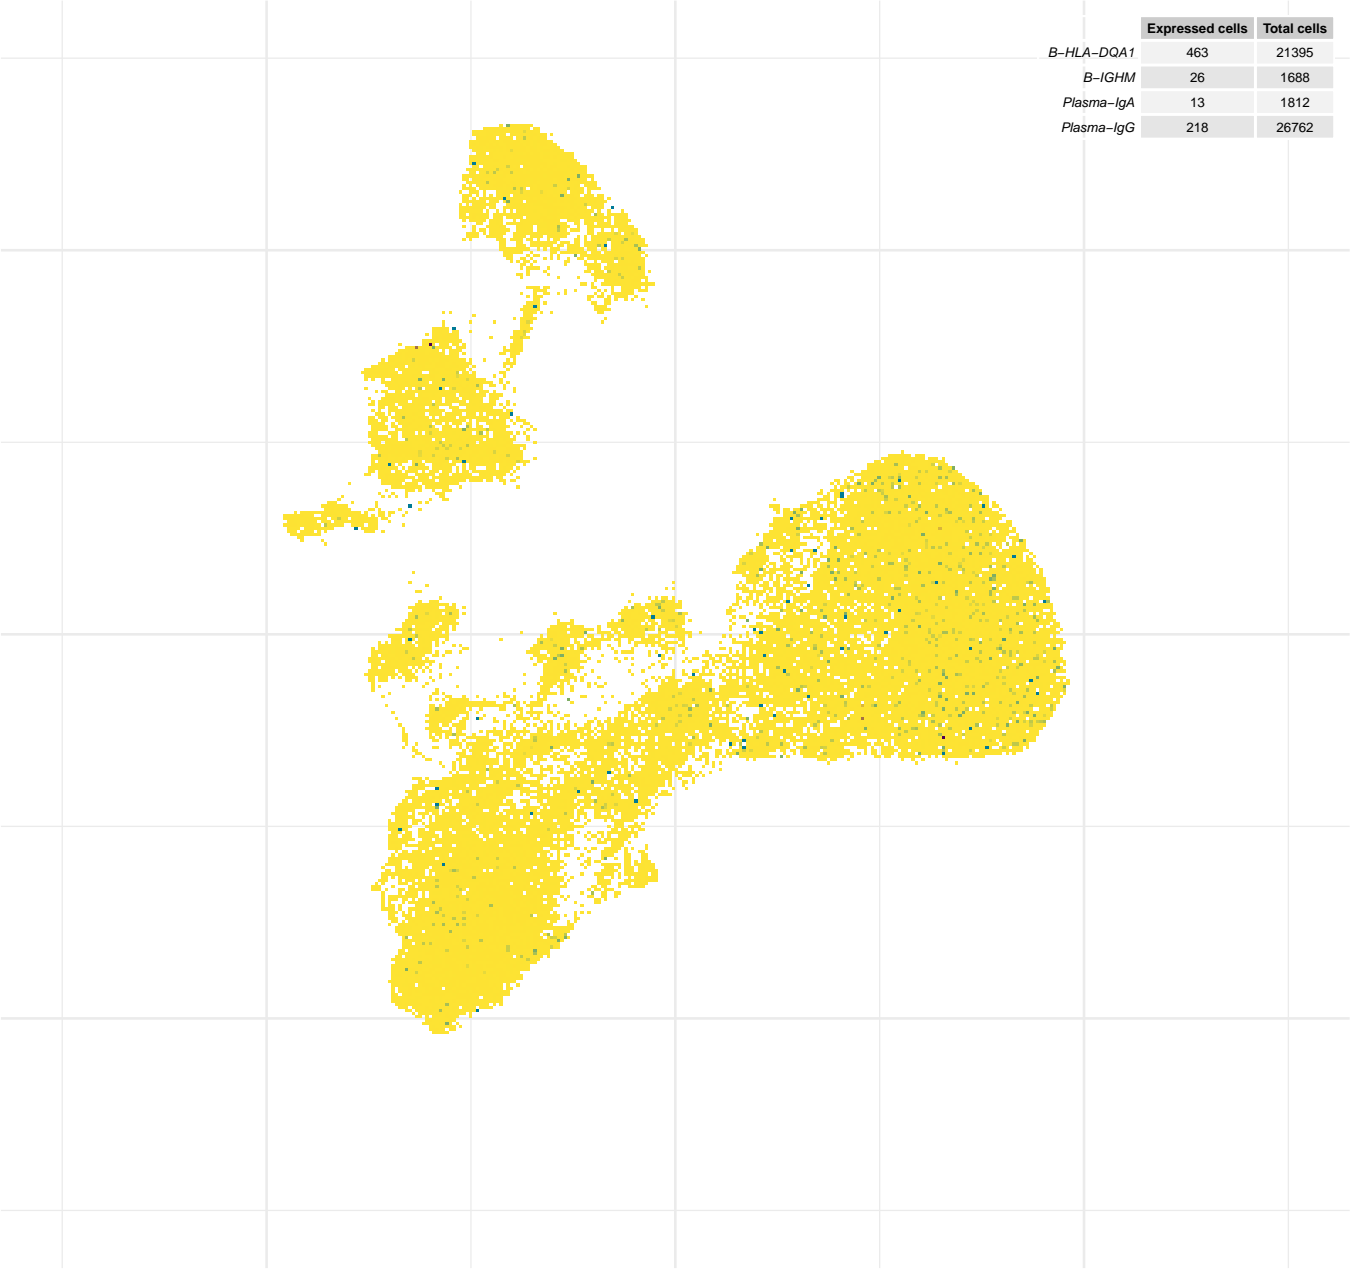 Expressed cells Total cells
B−HLA−DQA1 463 21395
B−IGHM 26 1688
Plasma−IgA 13 1812
Plasma−IgG 218 26762